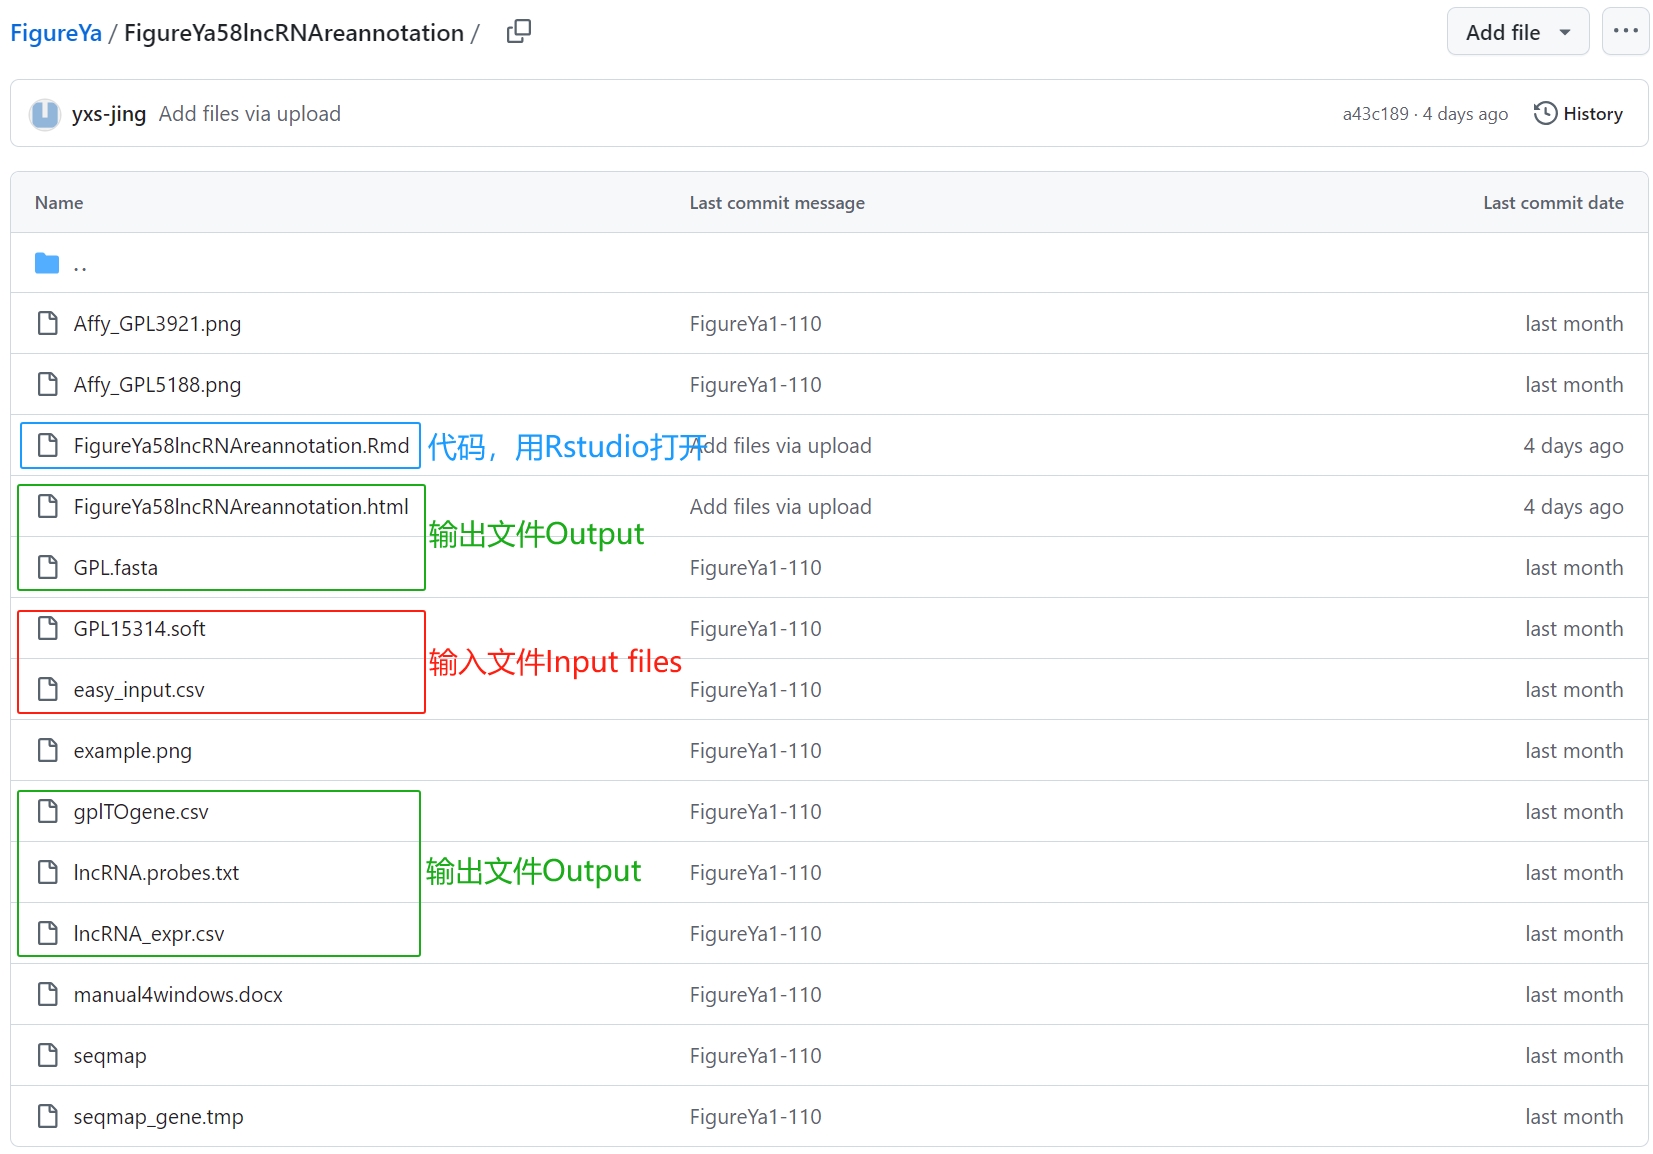 FigureYa / FigureYa58lncRNAreannotation /
Add file
yxs-jing Add files via upload
a43c189 · 4 days ago
History
Name Last commit message Last commit date
..
Affy_GPL3921.png FigureYa1-110 last month
Affy_GPL5188.png FigureYa1-110 last month
FigureYa58lncRNAreannotation.Rmd 代码，用Rstudio打开 Add files via upload 4 days ago
FigureYa58lncRNAreannotation.html Add files via upload 4 days ago
输出文件Output
GPL.fasta FigureYa1-110 last month
GPL15314.soft FigureYa1-110 last month
输入文件Input files
easy_input.csv FigureYa1-110 last month
example.png FigureYa1-110 last month
gplTOgene.csv FigureYa1-110 last month
lncRNA.probes.txt 输出文件Output FigureYa1-110 last month
lncRNA_expr.csv FigureYa1-110 last month
manual4windows.docx FigureYa1-110 last month
seqmap FigureYa1-110 last month
seqmap_gene.tmp FigureYa1-110 last month